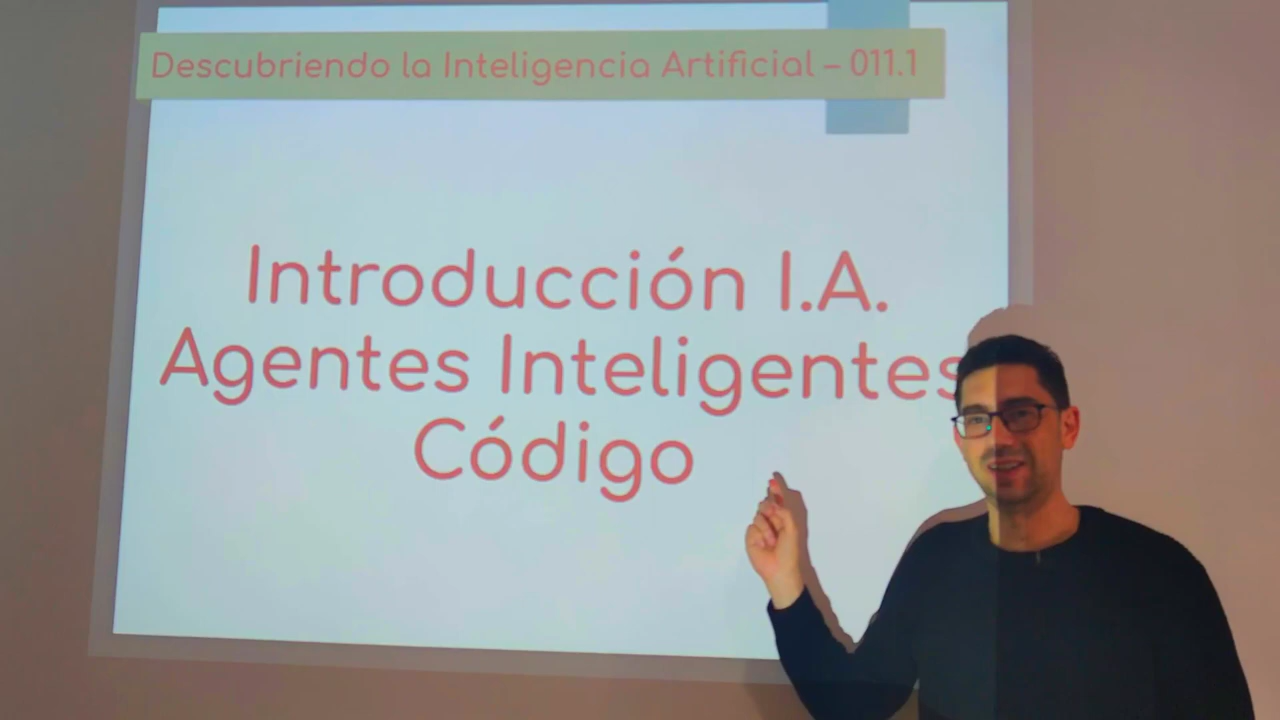 Descubriendo la Inteligencia Artificial – 011.1
Introducción I.A.
Agentes Inteligentes
Código